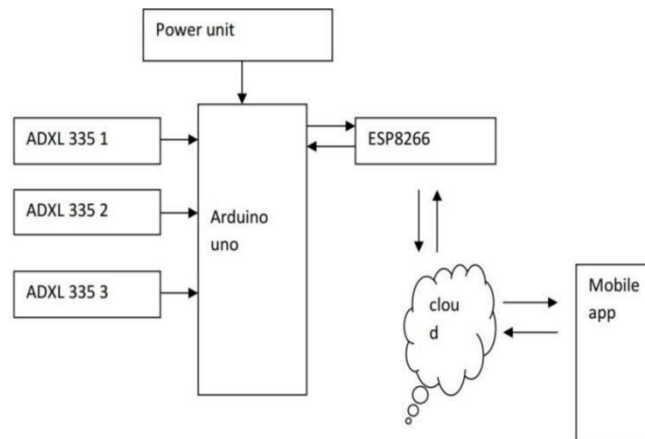 Power unit
ADXL 335 1
ESP8266
ADXL 335 2
Arduino
uno
ADXL 335 3
clou
d
Mobile
app